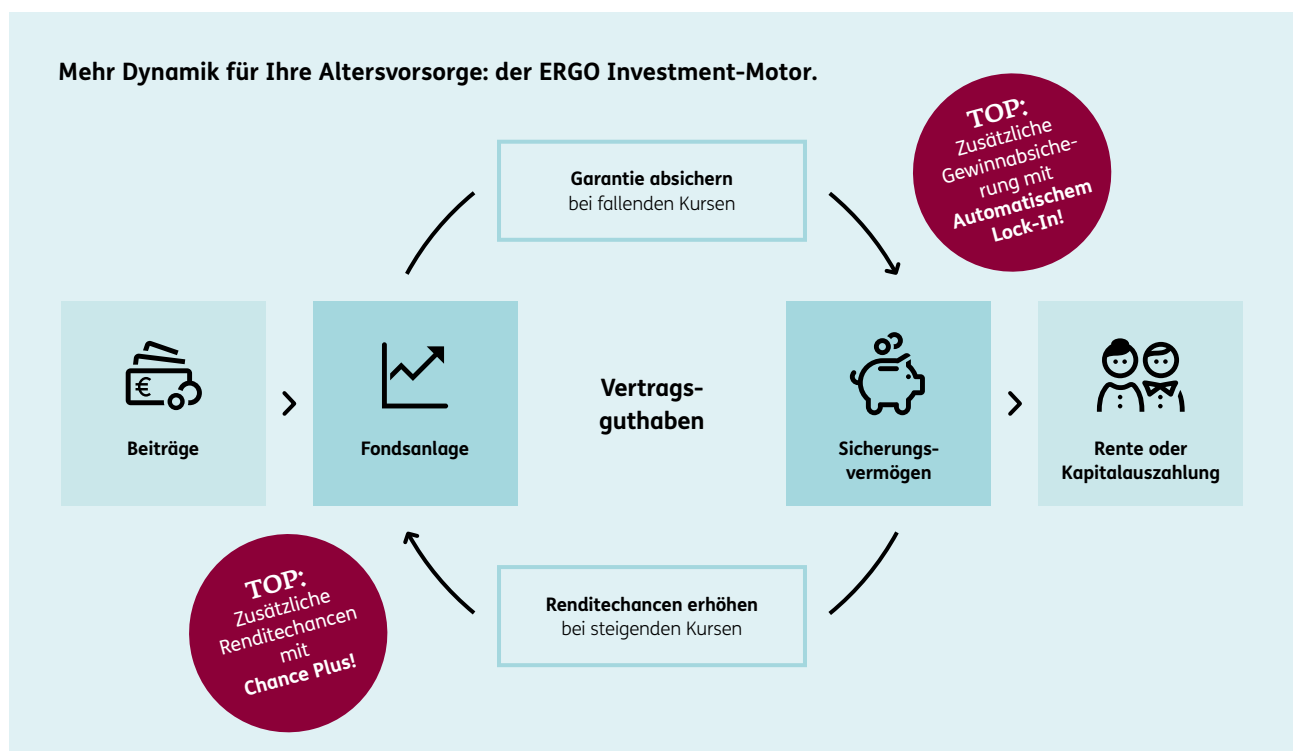 Mehr Dynamik für Ihre Altersvorsorge: der ERGO Investment-Motor.
TOP:
Zusätzliche
Gewinnabsiche-
rung mit
Automatischem
Lock-In!
Garantie absichern
bei fallenden Kursen
€
Beiträge
Fondsanlage
Vertrags-
guthaben
Sicherungs-
vermögen
Rente oder
Kapitalauszahlung
TOP:
Zusätzliche
Renditechancen
mit
Chance Plus!
Renditechancen erhöhen
bei steigenden Kursen